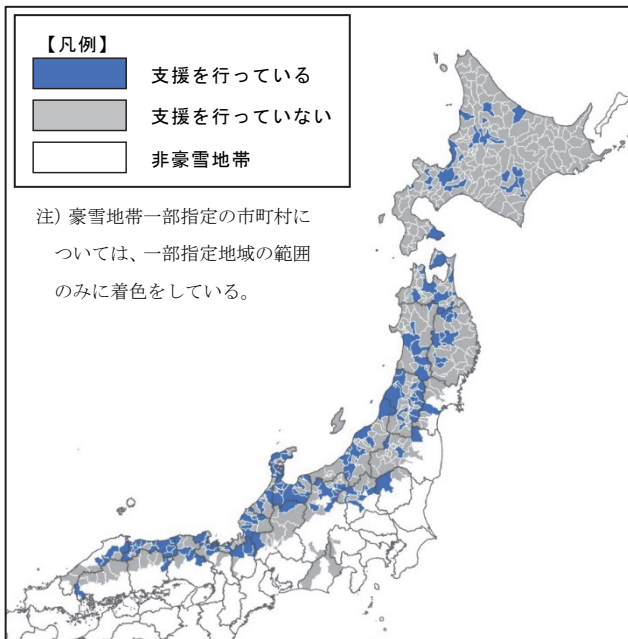 【凡例】
支援を行っている
支援を行っていない
非豪雪地帯
注) 豪雪地帯一部指定の市町村に
ついては、一部指定地域の範囲
のみに着色をしている。